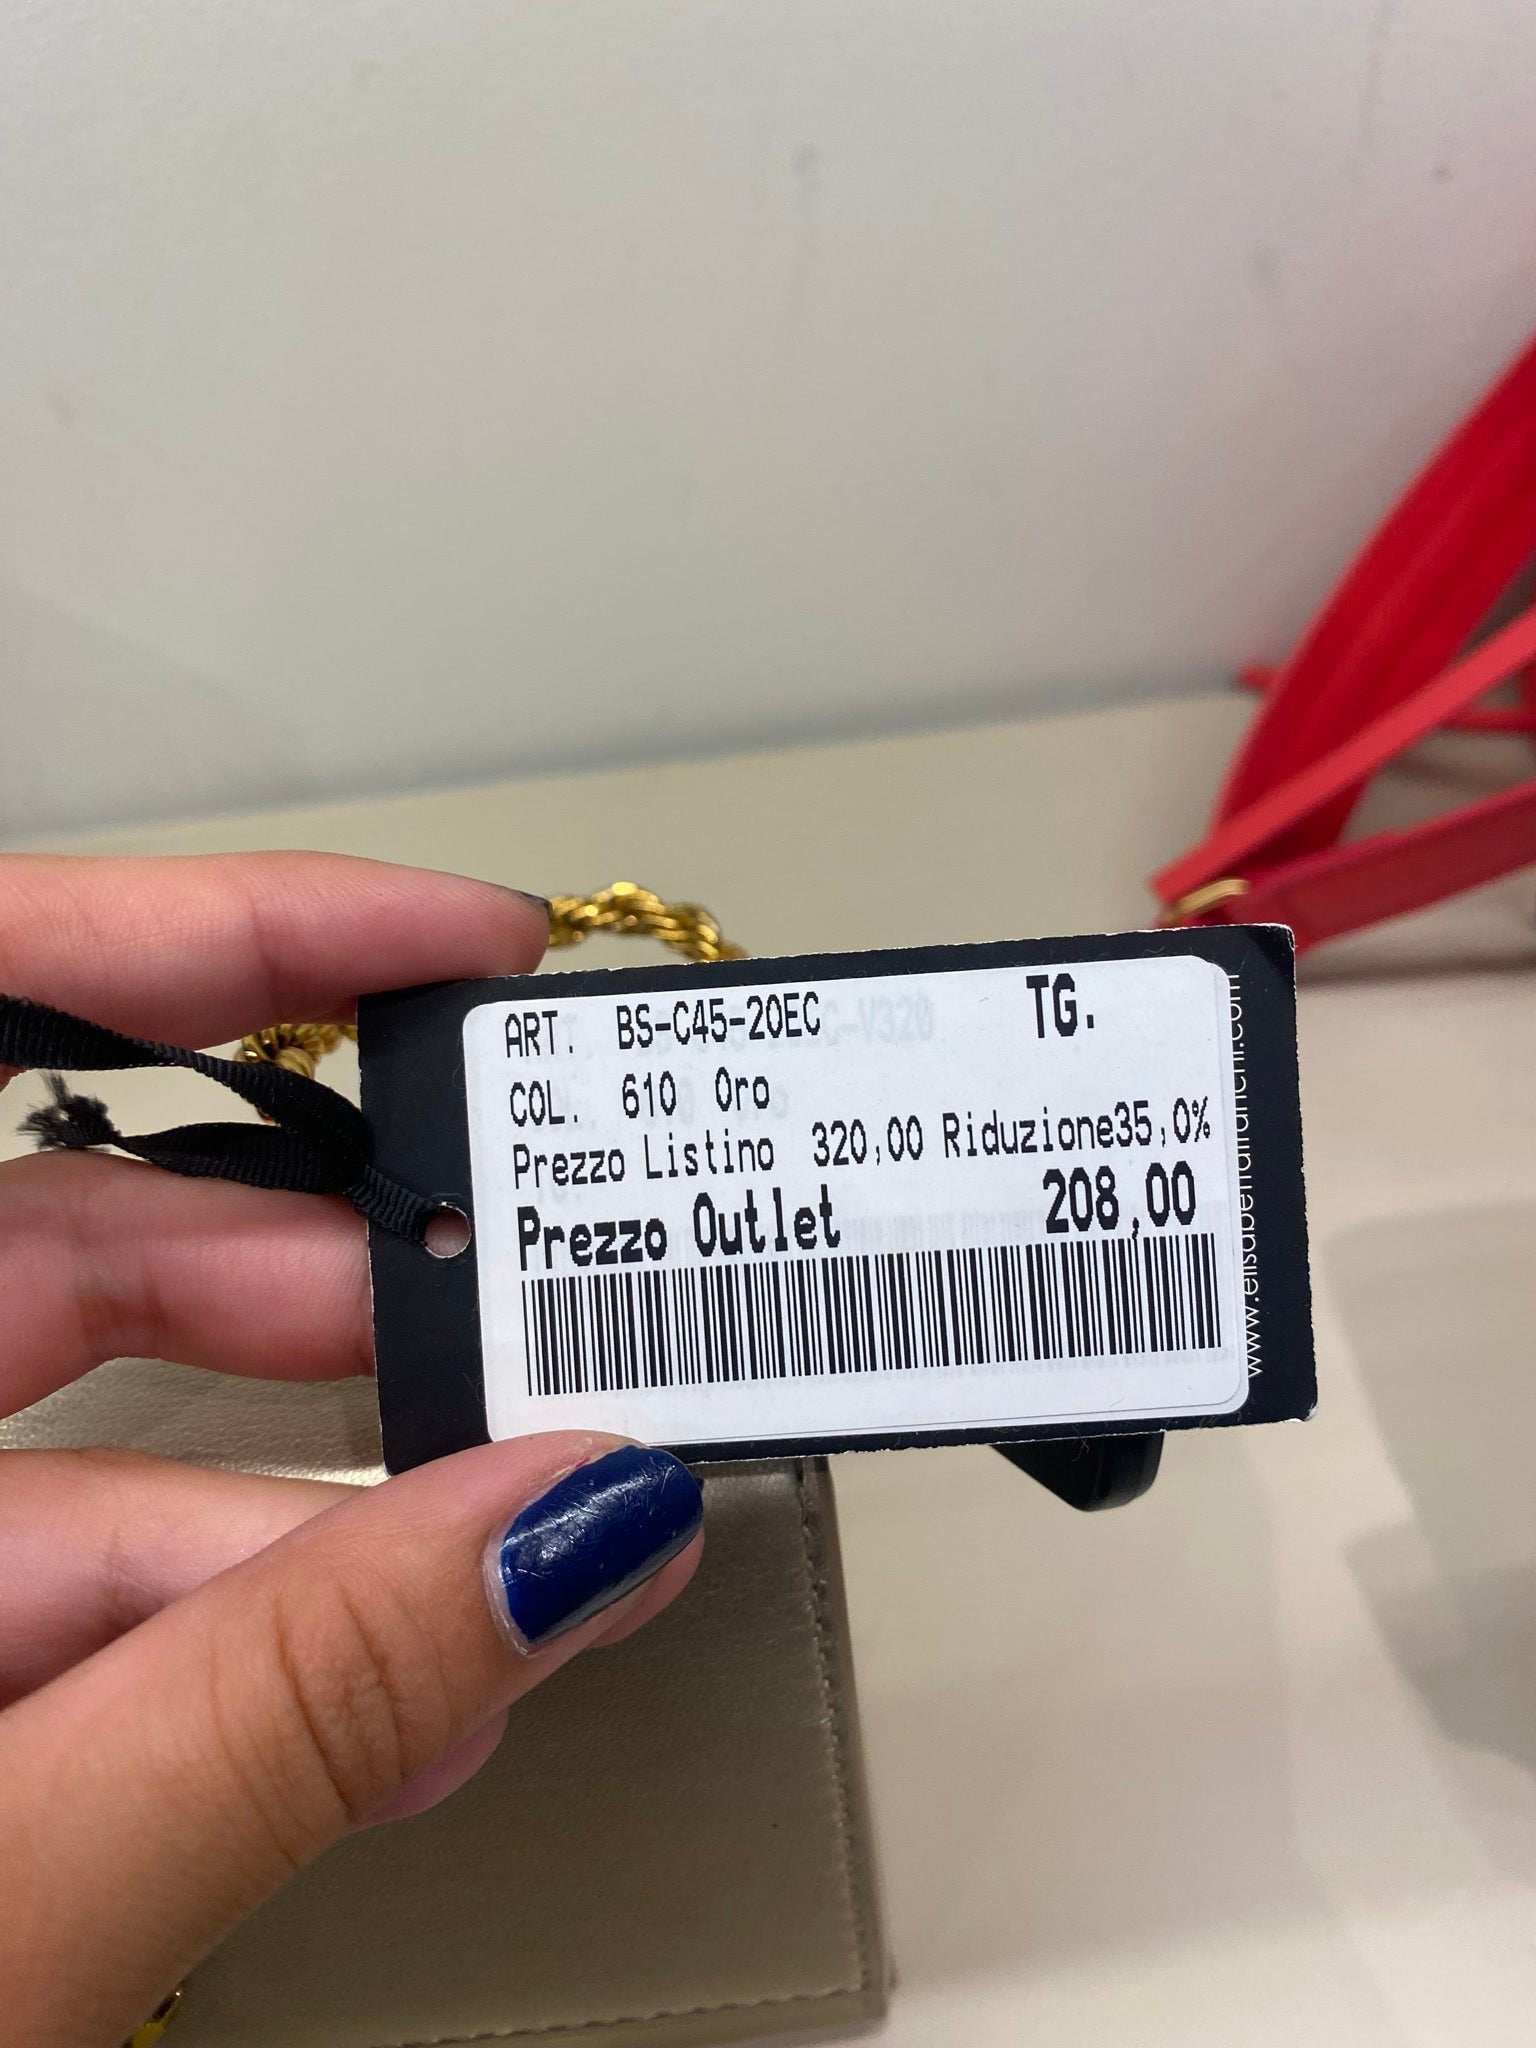 ART. BS-C45-20EC TG.
COL. 610 Oro
Prezzo Listino 320,00 Riduzione35,0%
Prezzo Outlet 208,00
www.elisabettafranchi.com